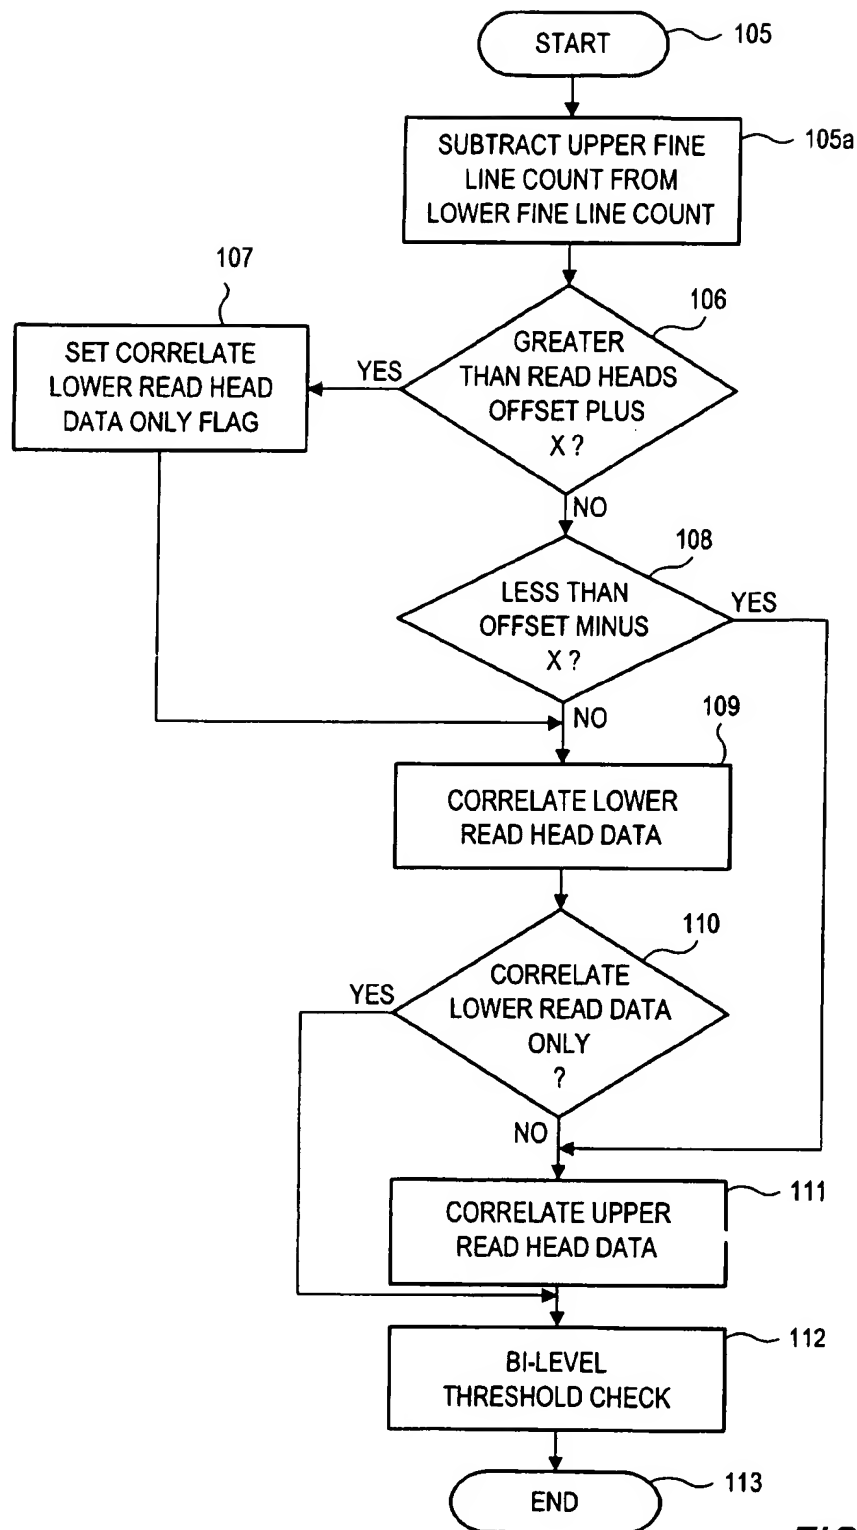 START
105
SUBTRACT UPPER FINE
LINE COUNT FROM
LOWER FINE LINE COUNT
105a
107
106
SET CORRELATE
LOWER READ HEAD
DATA ONLY FLAG
YES
GREATER
THAN READ HEADS
OFFSET PLUS
X ?
NO
108
LESS THAN
OFFSET MINUS
X ?
YES
NO
109
CORRELATE LOWER
READ HEAD DATA
110
YES
CORRELATE
LOWER READ DATA
ONLY
?
NO
CORRELATE UPPER
READ HEAD DATA
111
BI-LEVEL
THRESHOLD CHECK
112
END
113